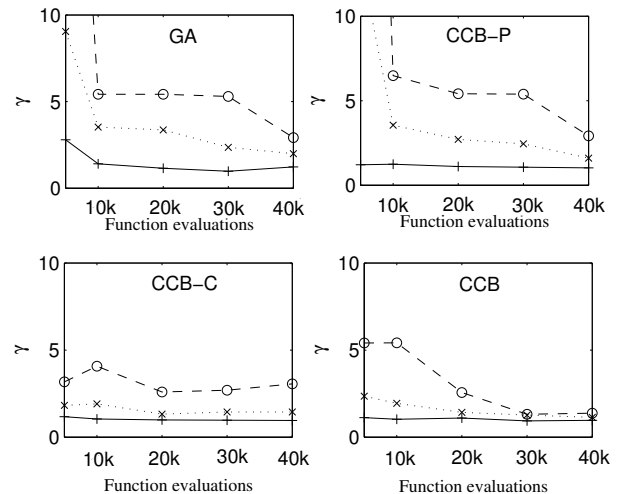 10
GA
γ
5
0
10k 20k 30k 40k
Function evaluations
10
CCB−P
γ
5
0
10k 20k 30k 40k
Function evaluations
10
CCB−C
γ
5
0
10k 20k 30k 40k
Function evaluations
10
CCB
γ
5
0
10k 20k 30k 40k
Function evaluations